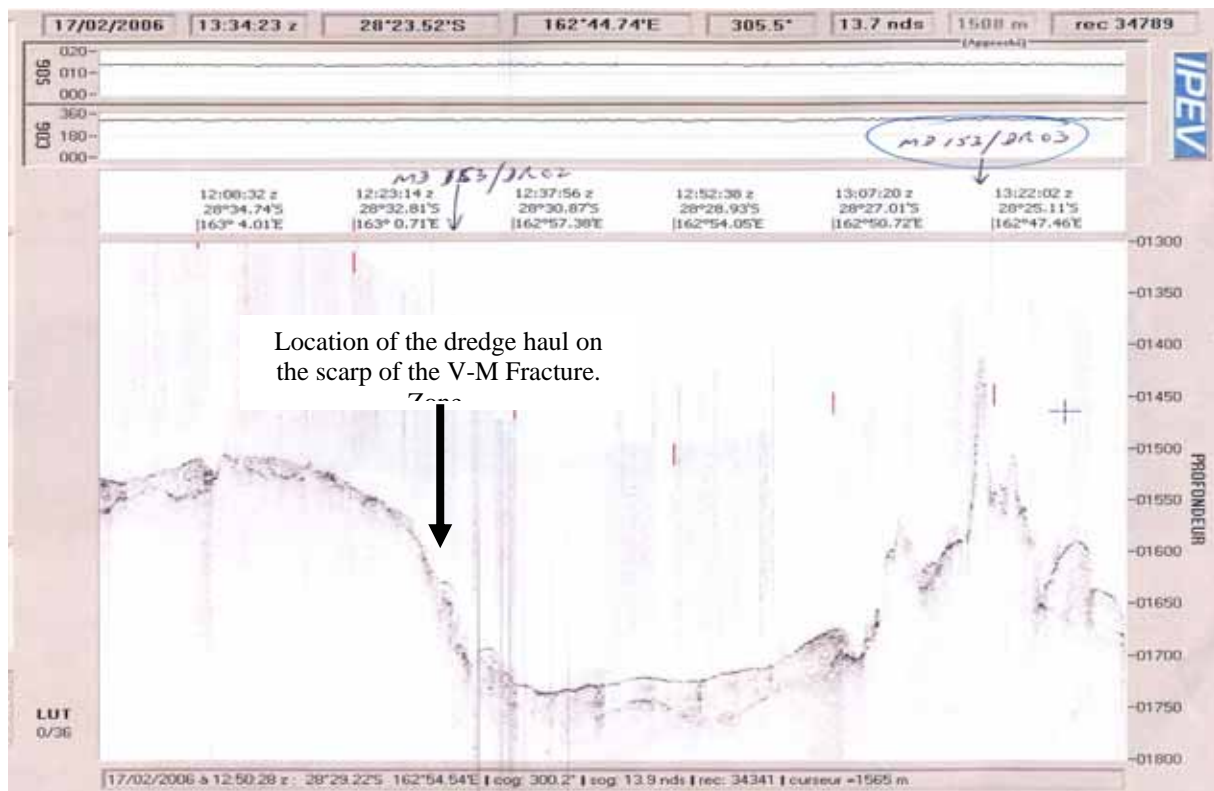 17/02/2006 13:34:23 z 28°23.52'S 162°44.74'E 305.5° 13.7 nds 1508 m rec 34789
(Approché)
IPEV
905
020-
010-
000-
903
360-
180-
000-
MD 153/DR03
MD 153/DR02
12:08:32 z 12:23:14 z 12:37:56 z 12:52:38 z 13:07:20 z 13:22:02 z
28°34.74'S 28°32.81'S 28°30.87'S 28°28.93'S 28°27.01'S 28°25.11'S
163° 4.01'E 163° 0.71'E 162°57.38'E 162°54.05'E 162°50.72'E 162°47.46'E
-01300
-01350
-01400
-01450
-01500
-01550
-01600
-01650
-01700
-01750
-01800
PROFONDEUR
Location of the dredge haul on
the scarp of the V-M Fracture.
Zone
LUT
0/36
17/02/2006 à 12:50:28 z : 28°29.22'S 162°54.54'E | cog: 300.2° | sog: 13.9 nds | rec: 34341 | curseur =1565 m